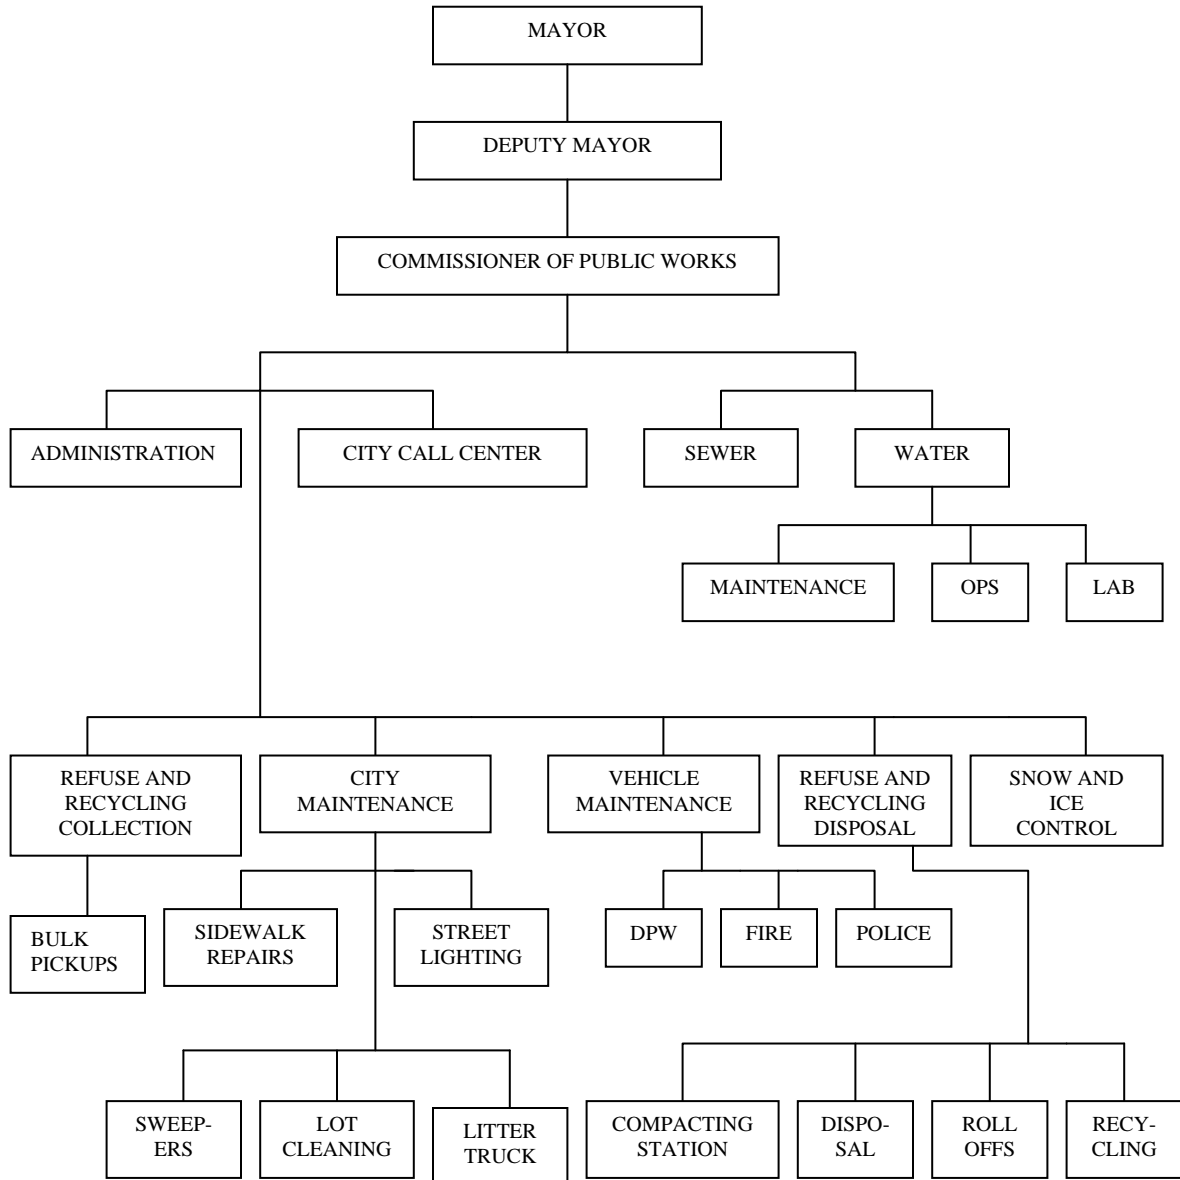 MAYOR
DEPUTY MAYOR
COMMISSIONER OF PUBLIC WORKS
ADMINISTRATION
CITY CALL CENTER
SEWER
WATER
MAINTENANCE
OPS
LAB
REFUSE AND
RECYCLING
COLLECTION
CITY
MAINTENANCE
VEHICLE
MAINTENANCE
REFUSE AND
RECYCLING
DISPOSAL
SNOW AND
ICE
CONTROL
BULK
PICKUPS
SIDEWALK
REPAIRS
STREET
LIGHTING
DPW
FIRE
POLICE
SWEEP-
ERS
LOT
CLEANING
LITTER
TRUCK
COMPACTING
STATION
DISPO-
SAL
ROLL
OFFS
RECY-
CLING